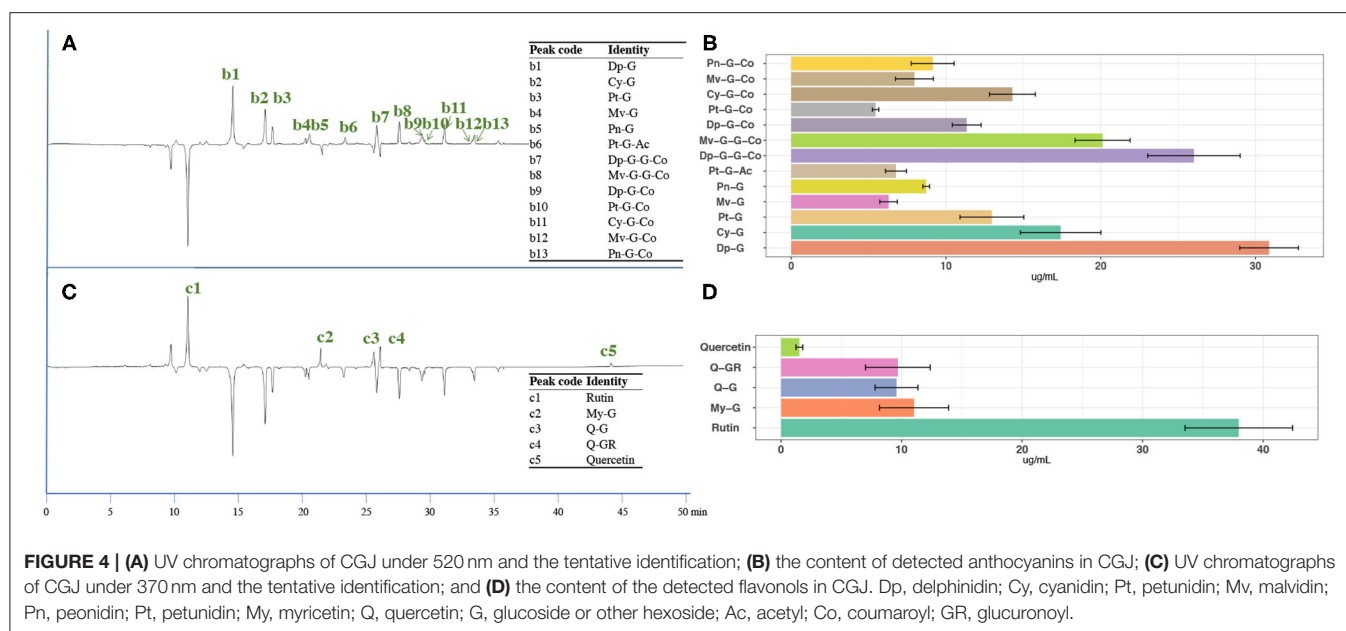 A
b1
b2 b3
b4b5
b6
b7
b8
b9b10
b11
b12
b13
Peak code Identity
b1 Dp-G
b2 Cy-G
b3 Pt-G
b4 Mv-G
b5 Pn-G
b6 Pt-G-Ac
b7 Dp-G-G-Co
b8 Mv-G-G-Co
b9 Dp-G-Co
b10 Pt-G-Co
b11 Cy-G-Co
b12 Mv-G-Co
b13 Pn-G-Co
B
Pn-G-Co
Mv-G-Co
Cy-G-Co
Pt-G-Co
Dp-G-Co
Mv-G-G-Co
Dp-G-G-Co
Pt-G-Ac
Pn-G
Mv-G
Pt-G
Cy-G
Dp-G
0 10 20 30
ug/mL
C
c1
c2
c3 c4
c5
Peak code Identity
c1 Rutin
c2 My-G
c3 Q-G
c4 Q-GR
c5 Quercetin
0 10 15 20 25 30 35 40 45 50 min
D
Quercetin
Q-GR
Q-G
My-G
Rutin
0 10 20 30 40
ug/mL
FIGURE 4 | (A) UV chromatographs of CGJ under 520 nm and the tentative identification; (B) the content of detected anthocyanins in CGJ; (C) UV chromatographs
of CGJ under 370 nm and the tentative identification; and (D) the content of the detected flavonols in CGJ. Dp, delphinidin; Cy, cyanidin; Pt, petunidin; Mv, malvidin;
Pn, peonidin; Pt, petunidin; My, myricetin; Q, quercetin; G, glucoside or other hexoside; Ac, acetyl; Co, coumaroyl; GR, glucuronoyl.